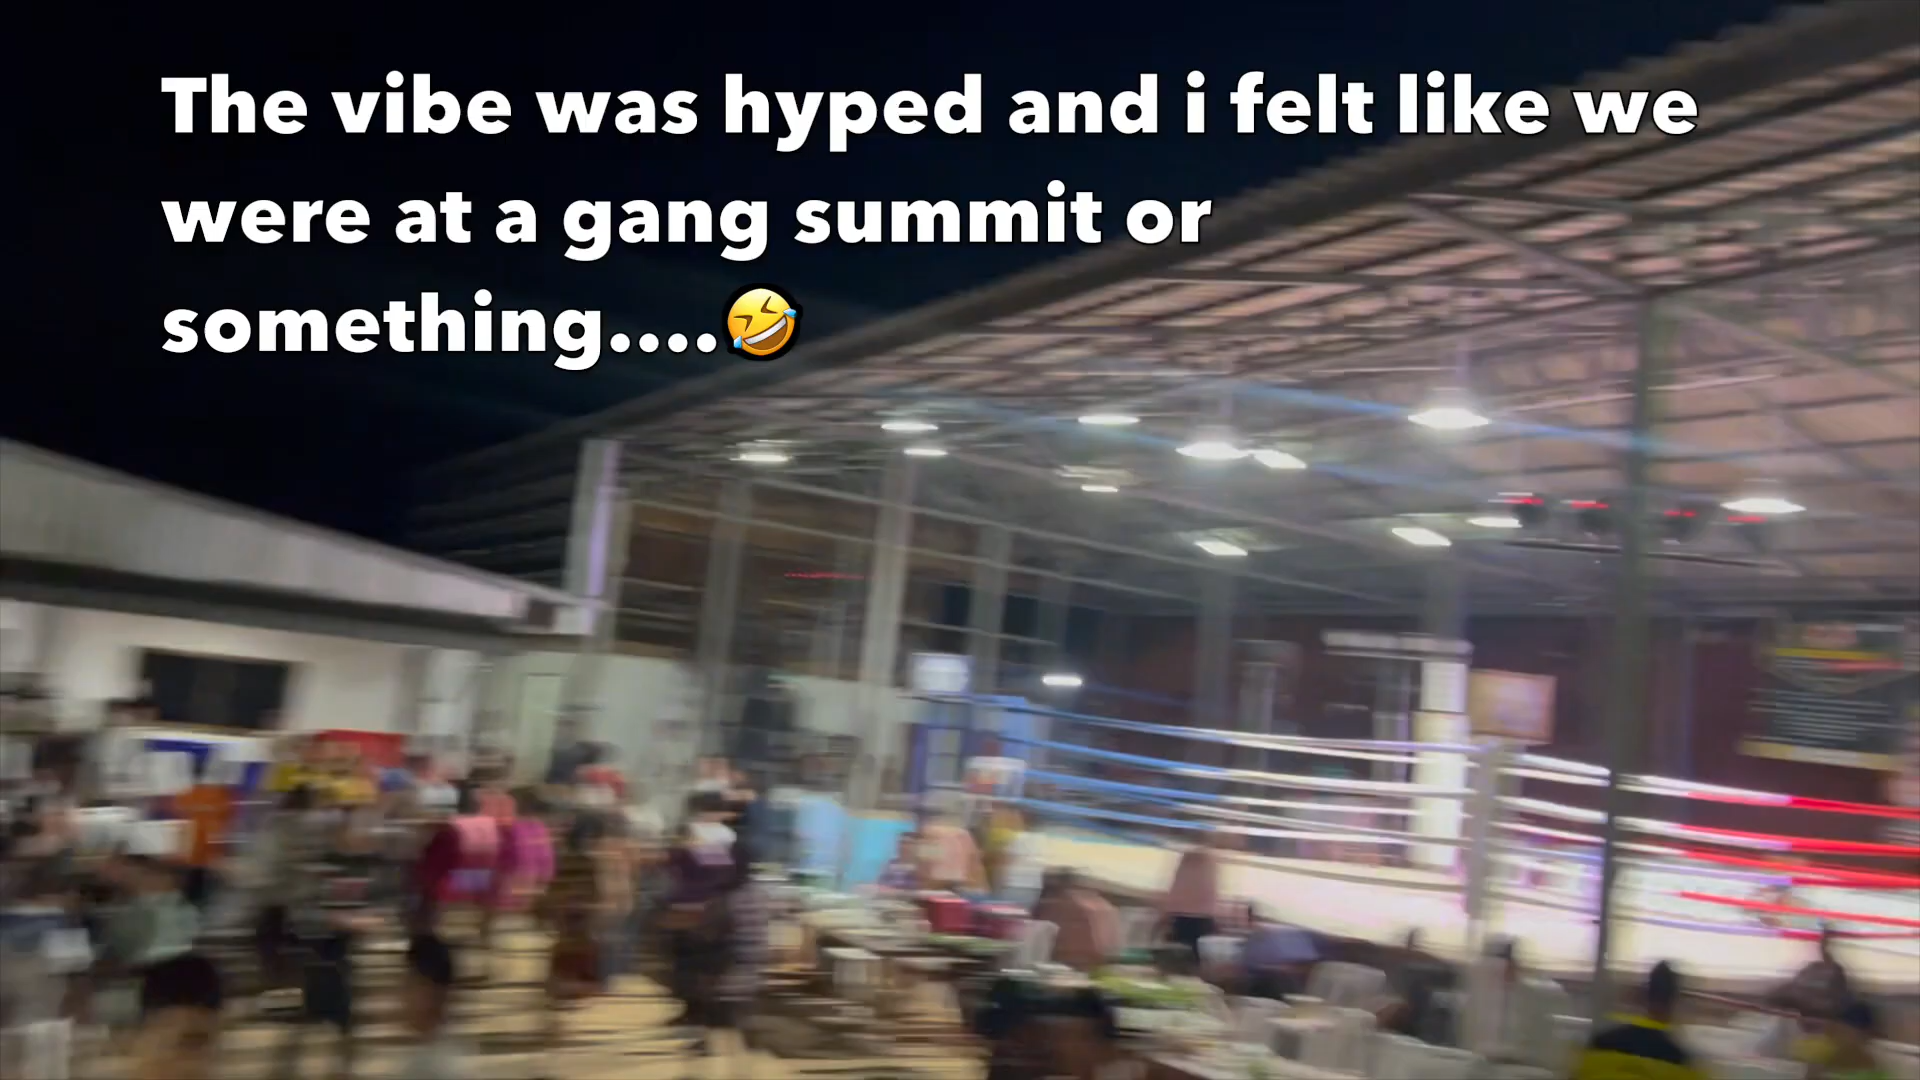 The vibe was hyped and i felt like we
were at a gang summit or
something....🤣